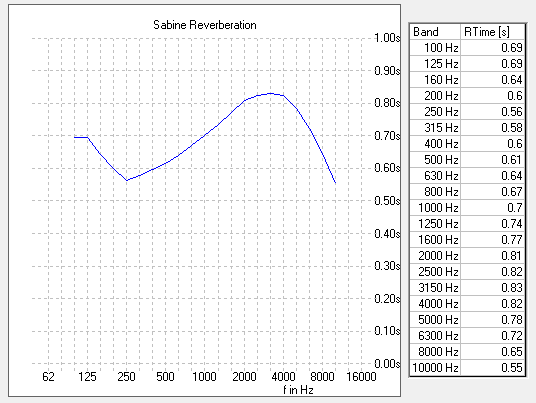 Sabine Reverberation
1.00s
0.90s
0.80s
0.70s
0.60s
0.50s
0.40s
0.30s
0.20s
0.10s
0.00s
62 125 250 500 1000 2000 4000 8000 16000
f in Hz
Band RTime [s]
100 Hz 0.69
125 Hz 0.69
160 Hz 0.64
200 Hz 0.6
250 Hz 0.56
315 Hz 0.58
400 Hz 0.6
500 Hz 0.61
630 Hz 0.64
800 Hz 0.67
1000 Hz 0.7
1250 Hz 0.74
1600 Hz 0.77
2000 Hz 0.81
2500 Hz 0.82
3150 Hz 0.83
4000 Hz 0.82
5000 Hz 0.78
6300 Hz 0.72
8000 Hz 0.65
10000 Hz 0.55